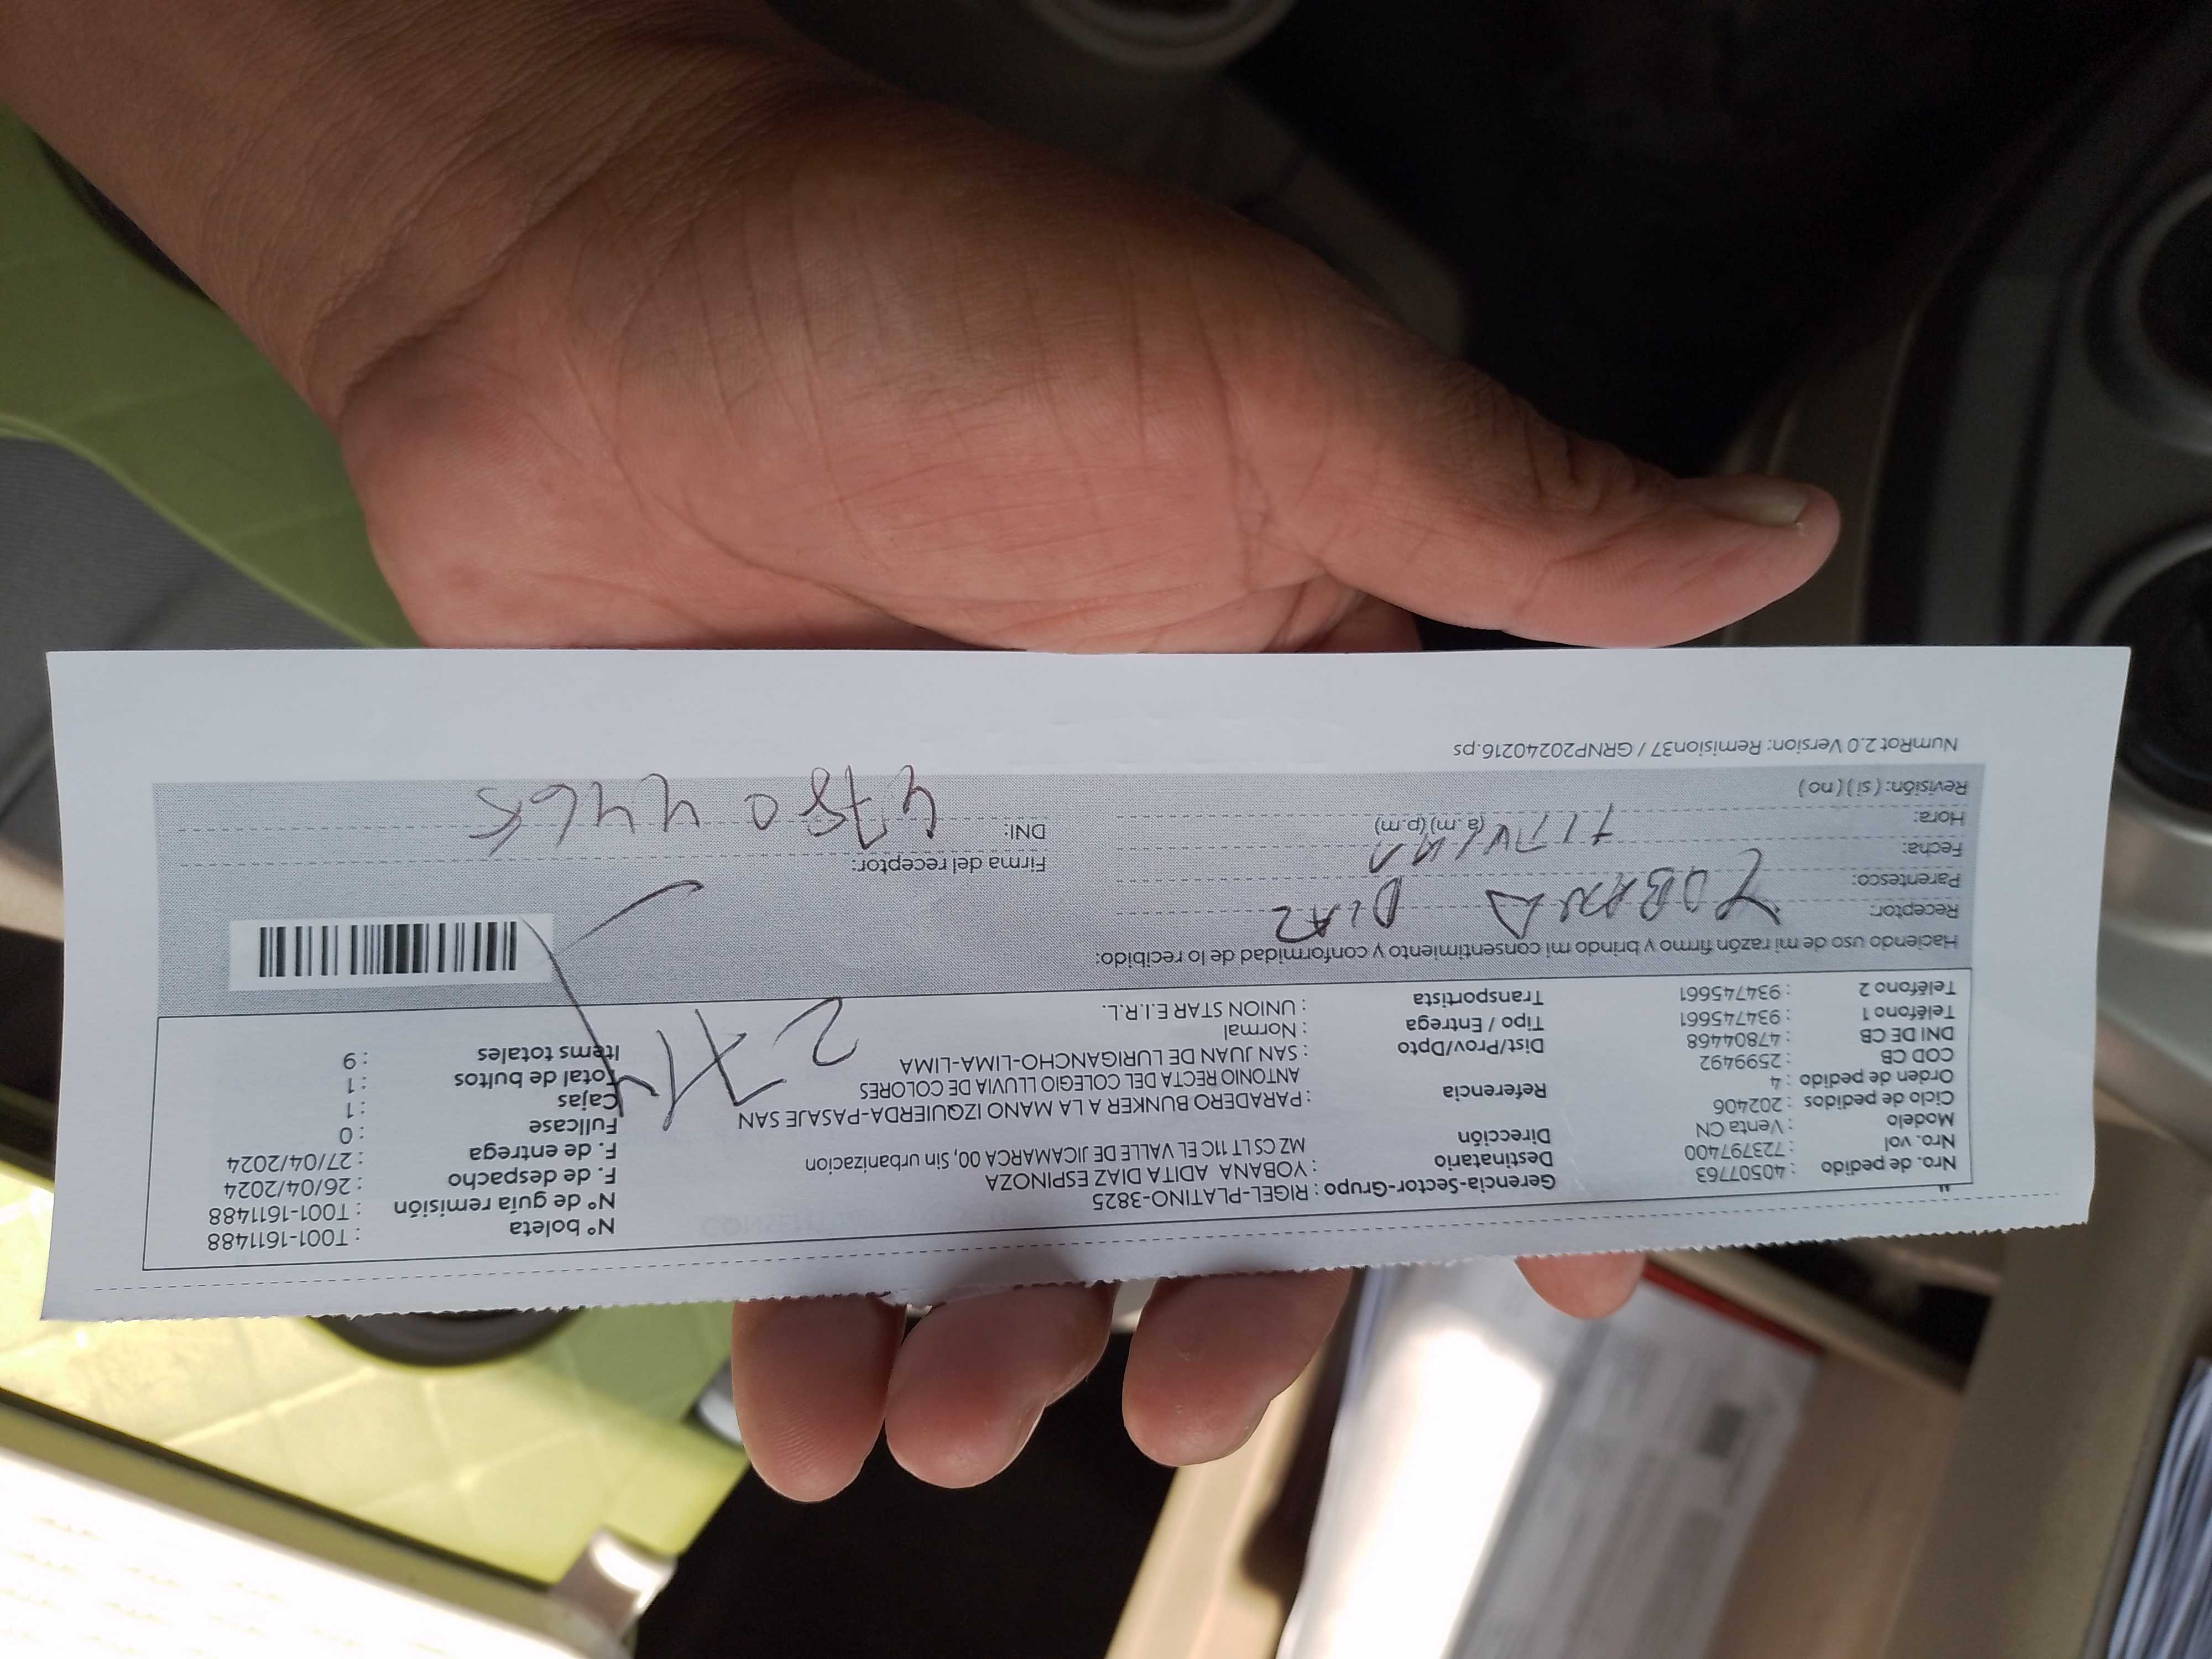 Nro. de pedido : 40507763
Nro. vol : 723797400
Modelo : Venta CN
Ciclo de pedidos : 202406
Orden de pedido : 4
COD CB : 2599492
DNI DE CB : 47804468
Teléfono 1 : 934745661
Teléfono 2 : 934745661
Gerencia-Sector-Grupo : RIGEL-PLATINO-3825
Destinatario : YOBANA ADITA DIAZ ESPINOZA
Dirección MZ CS LT 11C EL VALLE DE JICAMARCA 00, Sin urbanizacion
Referencia : PARADERO BUNKER A LA MANO IZQUIERDA-PASAJE SAN
ANTONIO RECTA DEL COLEGIO LLUVIA DE COLORES
Dist/Prov/Dpto : SAN JUAN DE LURIGANCHO-LIMA-LIMA
Tipo / Entrega : Normal
Transportista : UNION STAR E.I.R.L.
N° boleta : T001-1611488
N° de guía remisión : T001-1611488
F. de despacho : 26/04/2024
F. de entrega : 27/04/2024
Fullcase : 0
Cajas : 1
Total de bultos : 1
Items totales : 9
Haciendo uso de mi razón firmo y brindo mi consentimiento y conformidad de lo recibido:
Receptor: YOBANA DIAZ
Parentesco:
Fecha:
Hora: (a.m) (p.m)
Revisión: ( si ) ( no )
Firma del receptor:
DNI: 47804468
NumRot 2.0 Version: Remision37 / GRNP20240216.ps